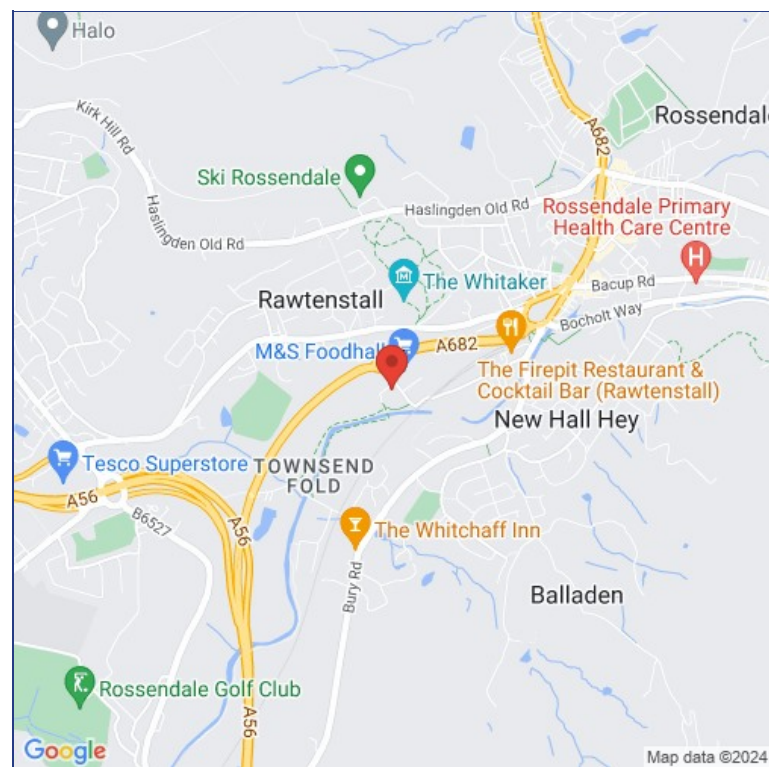 Halo
Kirk Hill Rd
A682
Rossendale
Ski Rossendale
Haslingden Old Rd
Haslingden Old Rd
Rossendale Primary
Health Care Centre
The Whitaker
Bacup Rd
Rawtenstall
Bocholt Way
M&S Foodhall
A682
The Firepit Restaurant &
Cocktail Bar (Rawtenstall)
New Hall Hey
Tesco Superstore
TOWNSEND
FOLD
A56
B6527
A56
The Whitchaff Inn
Bury Rd
Balladen
Rossendale Golf Club
A56
Google
Map data ©2024